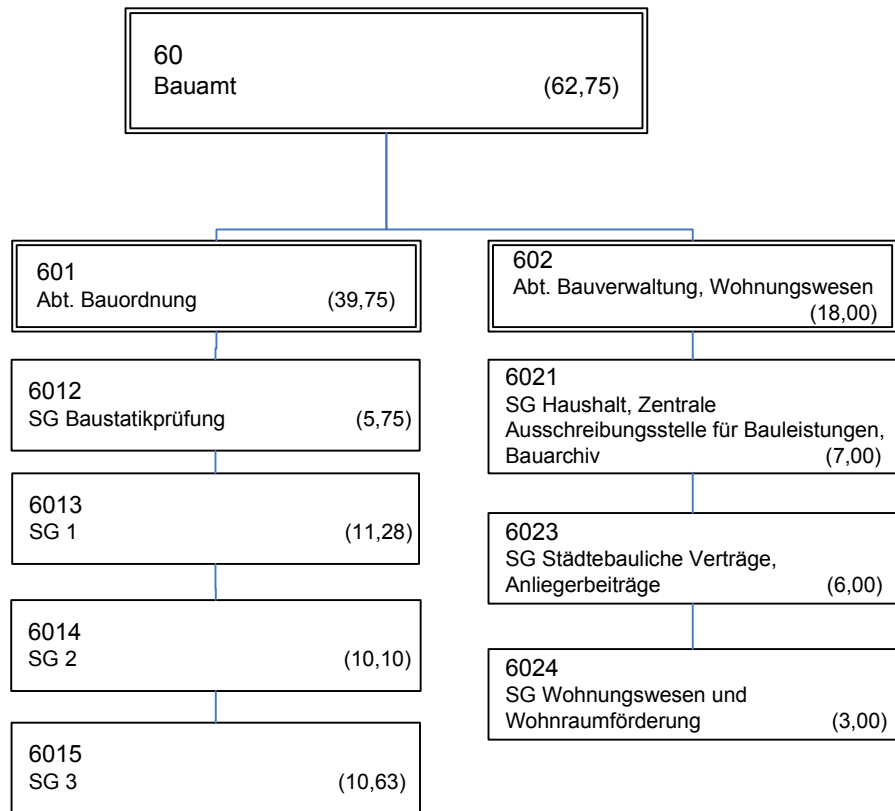 60
Bauamt (62,75)
601
Abt. Bauordnung (39,75)
6012
SG Baustatikprüfung (5,75)
6013
SG 1 (11,28)
6014
SG 2 (10,10)
6015
SG 3 (10,63)
602
Abt. Bauverwaltung, Wohnungswesen
(18,00)
6021
SG Haushalt, Zentrale
Ausschreibungsstelle für Bauleistungen,
Bauarchiv (7,00)
6023
SG Städtebauliche Verträge,
Anliegerbeiträge (6,00)
6024
SG Wohnungswesen und
Wohnraumförderung (3,00)